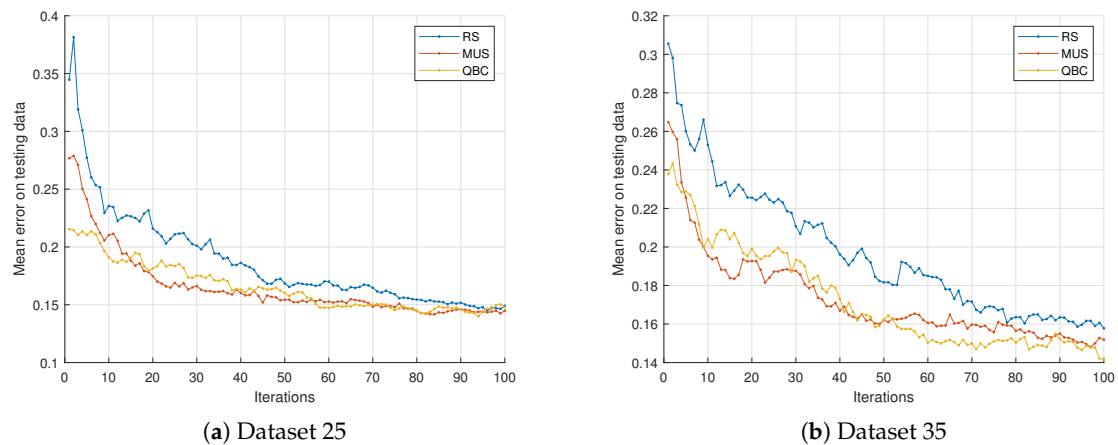 0.4
0.35
0.3
0.25
0.2
0.15
0.1
Mean error on testing data
RS
MUS
QBC
0 10 20 30 40 50 60 70 80 90 100
Iterations
(a) Dataset 25
0.32
0.3
0.28
0.26
0.24
0.22
0.2
0.18
0.16
0.14
Mean error on testing data
RS
MUS
QBC
0 10 20 30 40 50 60 70 80 90 100
Iterations
(b) Dataset 35